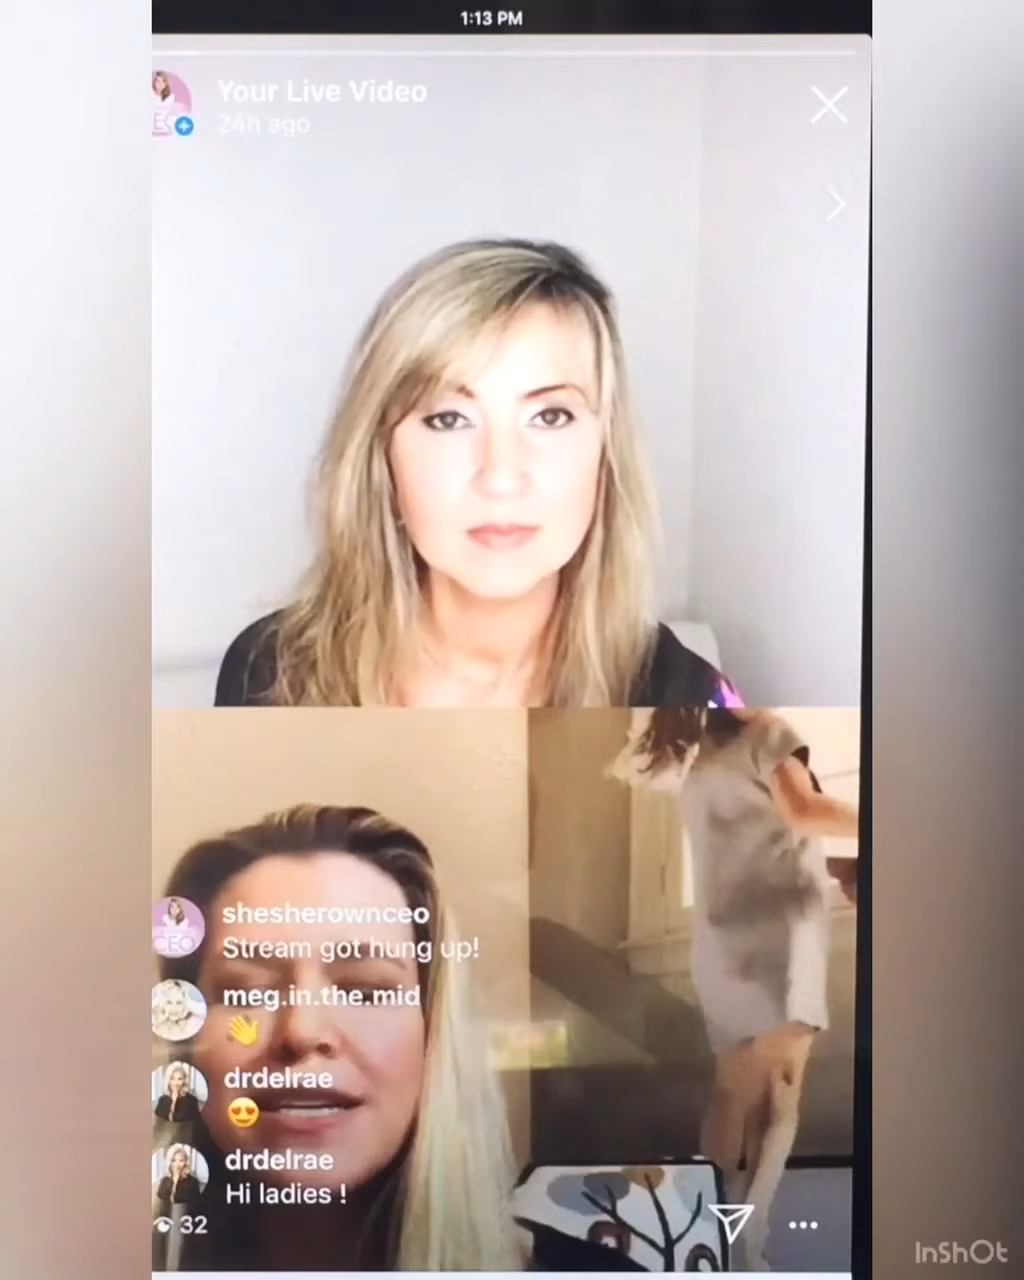 1:13 PM
Your Live Video
24h ago
shesherownceo
Stream got hung up!
CEO
meg.in.the.mid
👋
drdelrae
😍
drdelrae
Hi ladies !
32
InShOt